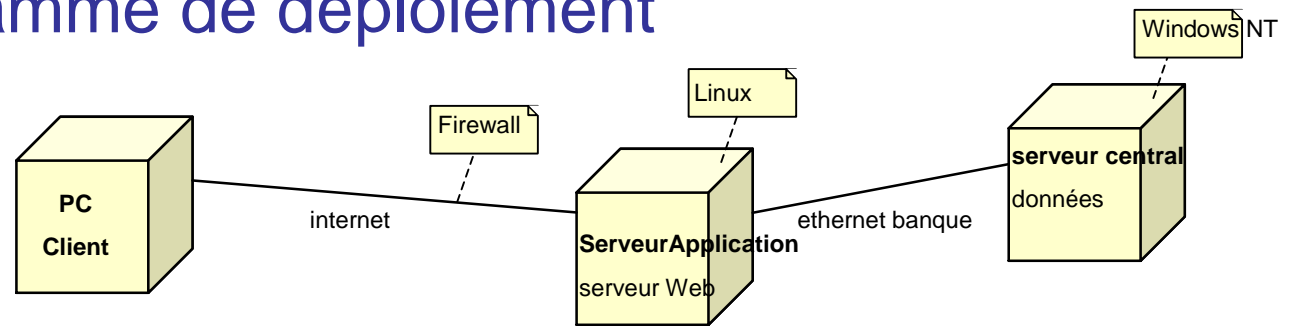 amme de déploiement
Windows NT
Linux
Firewall
serveur central
données
PC
Client
internet
ethernet banque
ServeurApplication
serveur Web